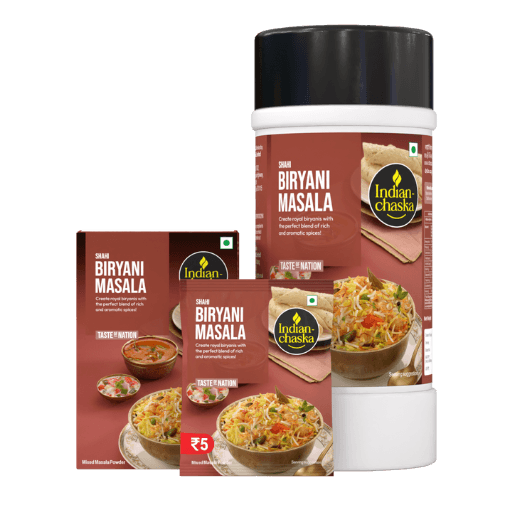 SHAHI
BIRYANI
MASALA
Create royal biryanis with
the perfect blend of rich
and aromatic spices!
TASTE OF NATION
Indian-
chaska
SHAHI
BIRYANI
MASALA
Create royal biryanis with
the perfect blend of rich
and aromatic spices!
TASTE OF NATION
Indian-
Mixed Masala Powder
SHAHI
BIRYANI
MASALA
Create royal biryanis with
the perfect blend of rich
and aromatic spices!
TASTE OF NATION
Indian-
chaska
₹5
Mixed Masala Powder